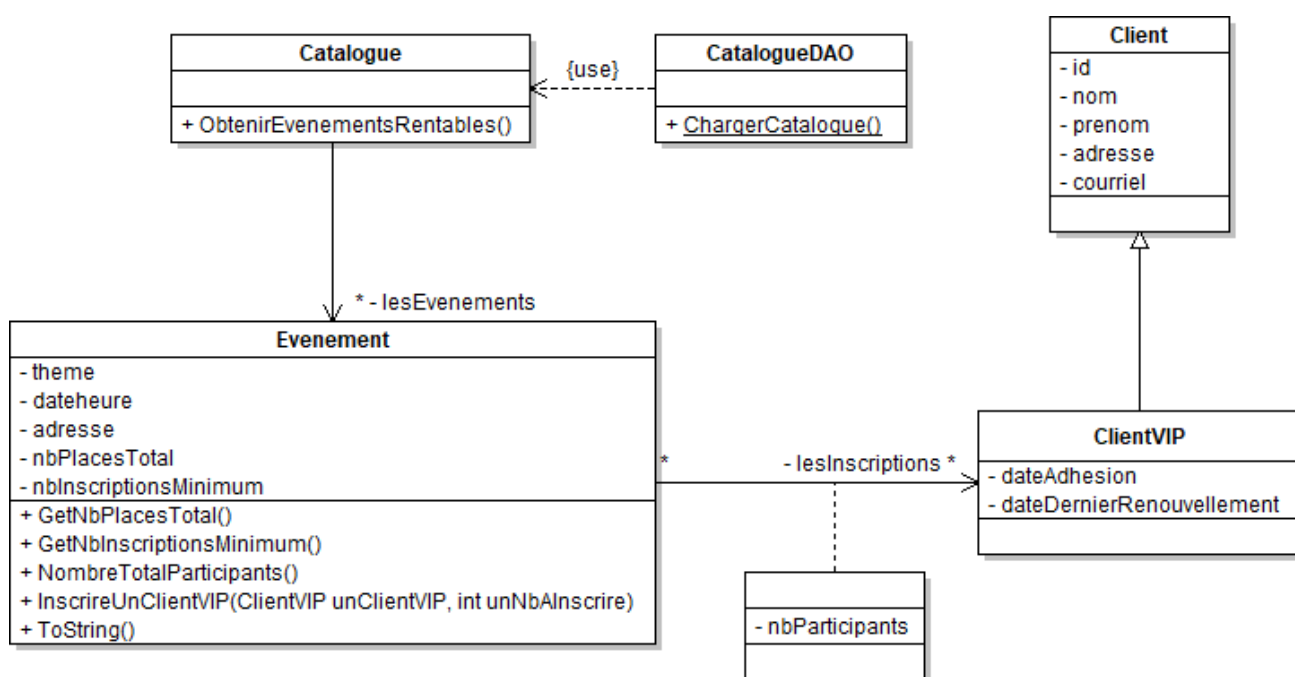 Catalogue
+ ObtenirEvenementsRentables()
{use}
CatalogueDAO
+ ChargerCatalogue()
Client
- id
- nom
- prenom
- adresse
- courriel
* - lesEvenements
Evenement
- theme
- dateheure
- adresse
- nbPlacesTotal
- nbInscriptionsMinimum
+ GetNbPlacesTotal()
+ GetNbInscriptionsMinimum()
+ NombreTotalParticipants()
+ InscrireUnClientVIP(ClientVIP unClientVIP, int unNbAInscrire)
+ ToString()
*
- lesInscriptions *
ClientVIP
- dateAdhesion
- dateDernierRenouvellement
- nbParticipants